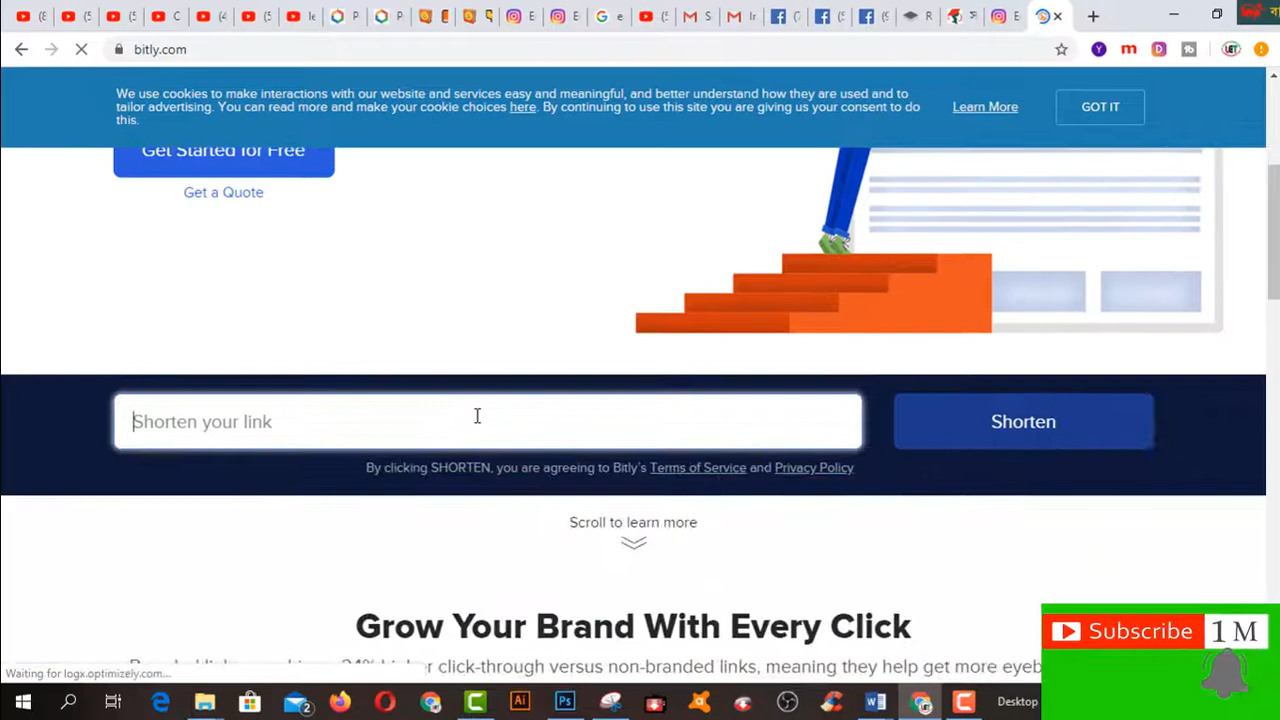 bitly.com
We use cookies to make interactions with our website and services easy and meaningful, and better understand how they are used and to
tailor advertising. You can read more and make your cookie choices here. By continuing to use this site you are giving us your consent to do
this.
Learn More
GOT IT
Get Started for Free
Get a Quote
Shorten your link
Shorten
By clicking SHORTEN, you are agreeing to Bitly's Terms of Service and Privacy Policy
Scroll to learn more
Grow Your Brand With Every Click
click-through versus non-branded links, meaning they help get more
Waiting for logx.optimizely.com...
Subscribe
1 M
Desktop